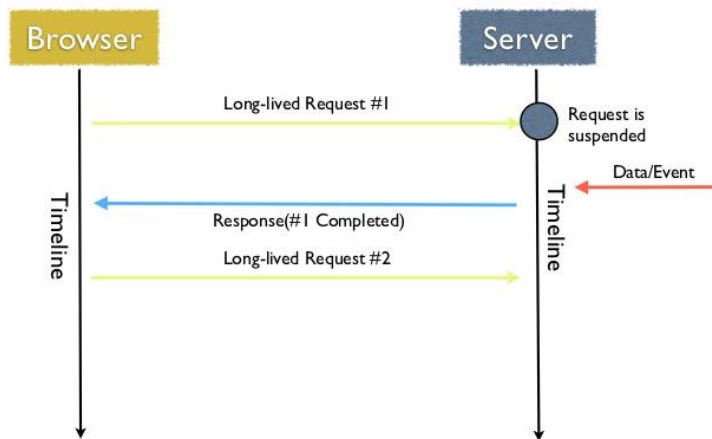 Browser
Server
Long-lived Request #1
Request is
suspended
Data/Event
Timeline
Timeline
Response(#1 Completed)
Long-lived Request #2